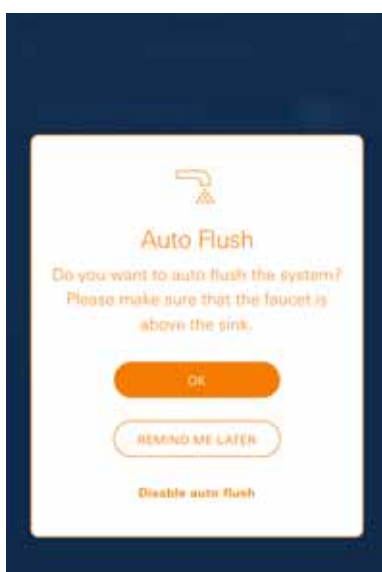 Auto Flush
Do you want to auto flush the system?
Please make sure that the faucet is
above the sink.
OK
REMIND ME LATER
Disable auto flush